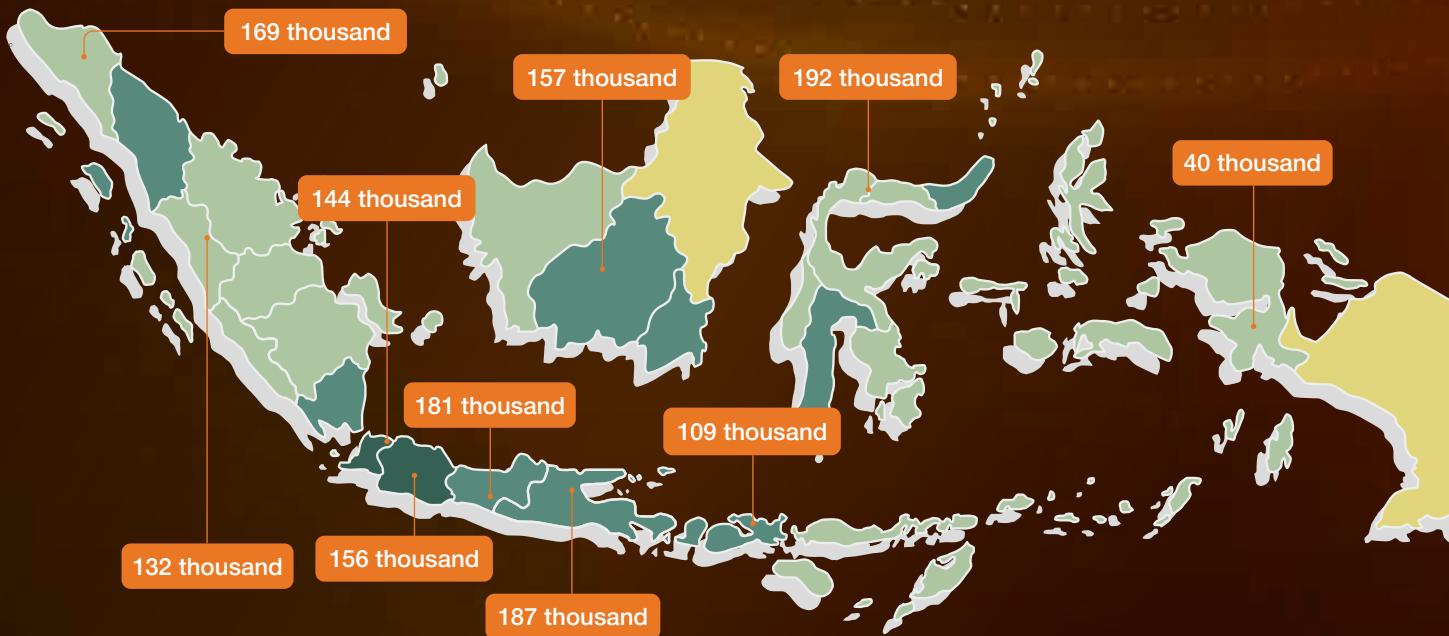 169 thousand
157 thousand
192 thousand
40 thousand
144 thousand
181 thousand
109 thousand
132 thousand
156 thousand
187 thousand